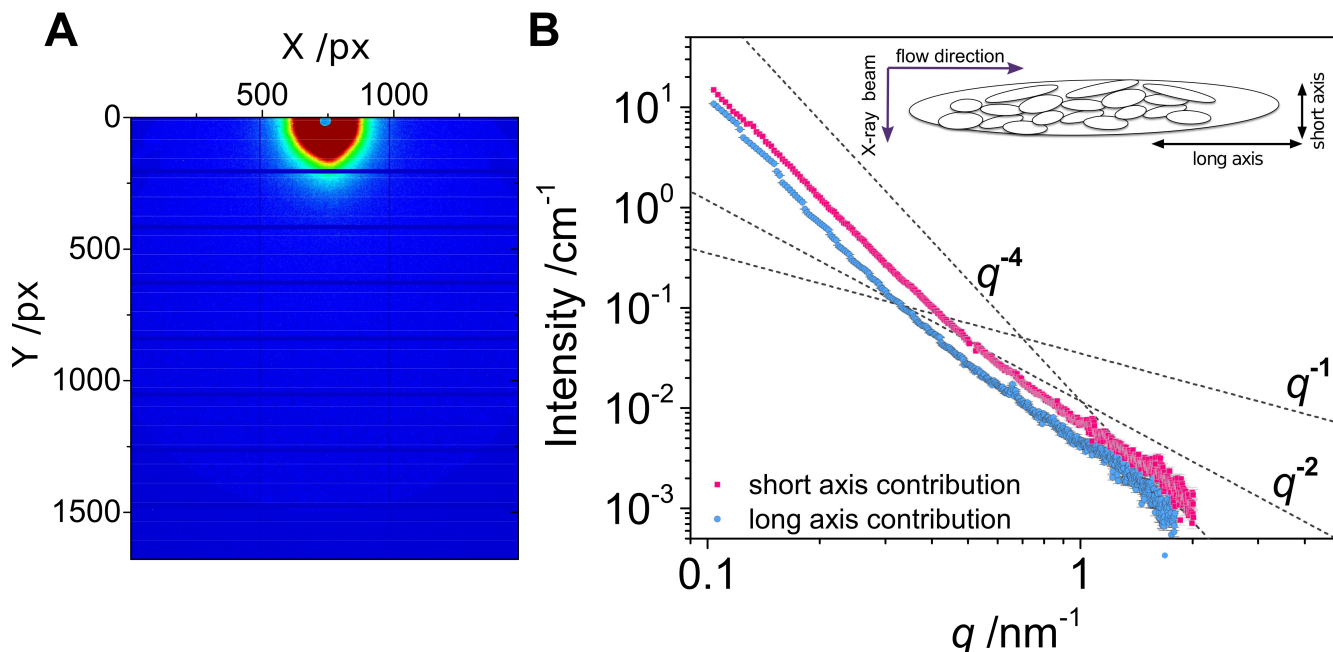 A
X /px
500
1000
0
500
1000
1500
Y /px
B
10¹
10⁰
10⁻¹
10⁻²
10⁻³
Intensity /cm⁻¹
flow direction
X-ray beam
short axis
long axis
q⁻⁴
q⁻¹
q⁻²
short axis contribution
long axis contribution
0.1
1
q /nm⁻¹